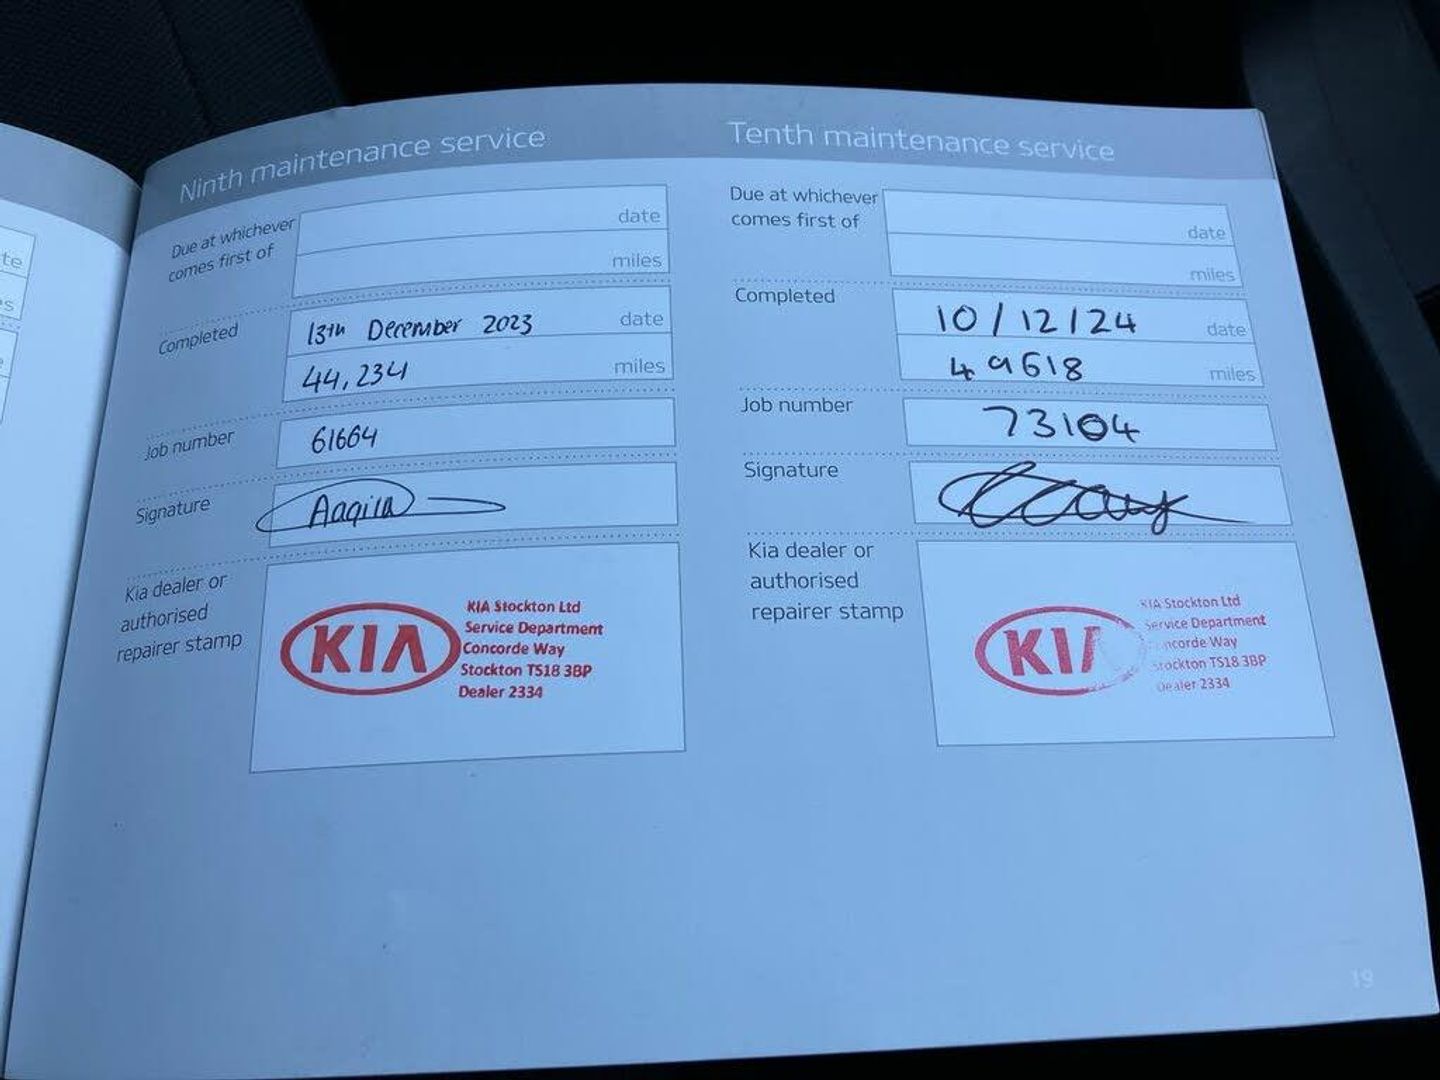 te
s
Ninth maintenance service
Due at whichever
comes first of
date
miles
Completed
13th December 2023 date
44,234 miles
Job number
61664
Signature
Aaqira
Kia dealer or
authorised
repairer stamp
KIA
KIA Stockton Ltd
Service Department
Concorde Way
Stockton TS18 3BP
Dealer 2334
Tenth maintenance service
Due at whichever
comes first of
date
miles
Completed
10/12/24 date
49618 miles
Job number
73104
Signature
Kia dealer or
authorised
repairer stamp
KIA
KIA Stockton Ltd
Service Department
Concorde Way
Stockton TS18 3BP
Dealer 2334
19